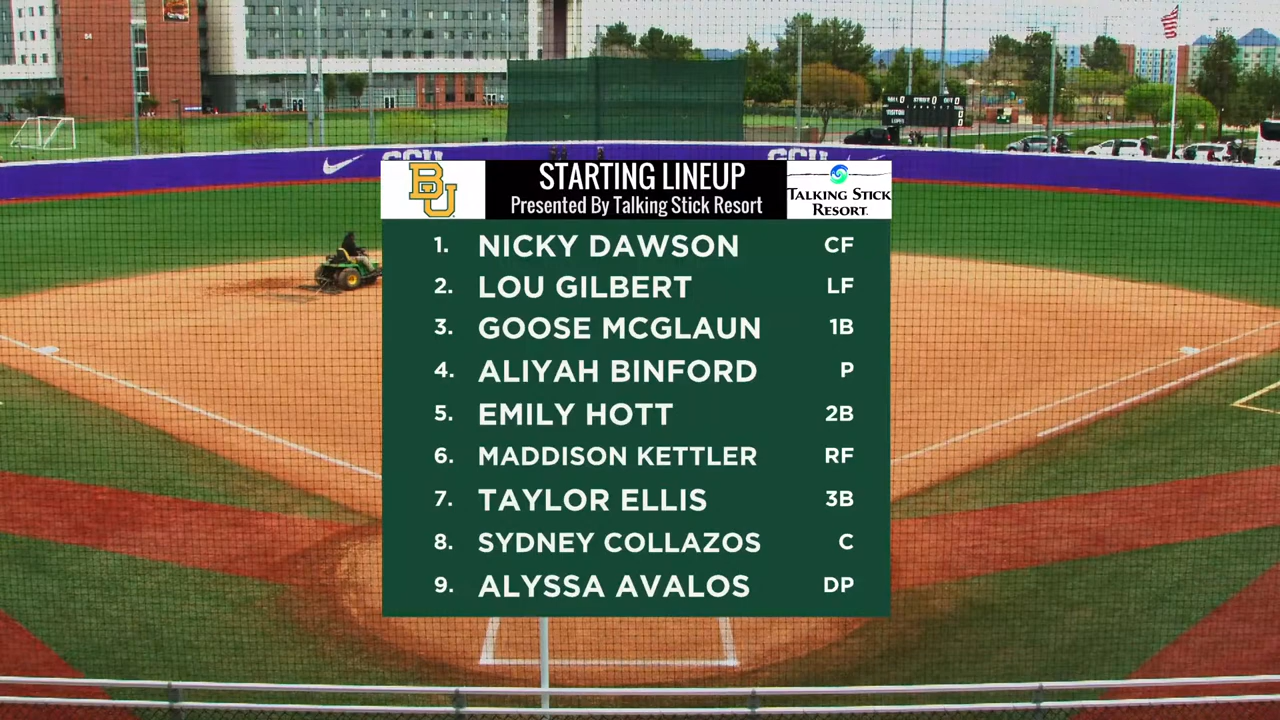 BU
STARTING LINEUP
Presented By Talking Stick Resort
TALKING STICK
RESORT
1. NICKY DAWSON CF
2. LOU GILBERT LF
3. GOOSE MCGLAUN 1B
4. ALIYAH BINFORD P
5. EMILY HOTT 2B
6. MADDISON KETTLER RF
7. TAYLOR ELLIS 3B
8. SYDNEY COLLAZOS C
9. ALYSSA AVALOS DP